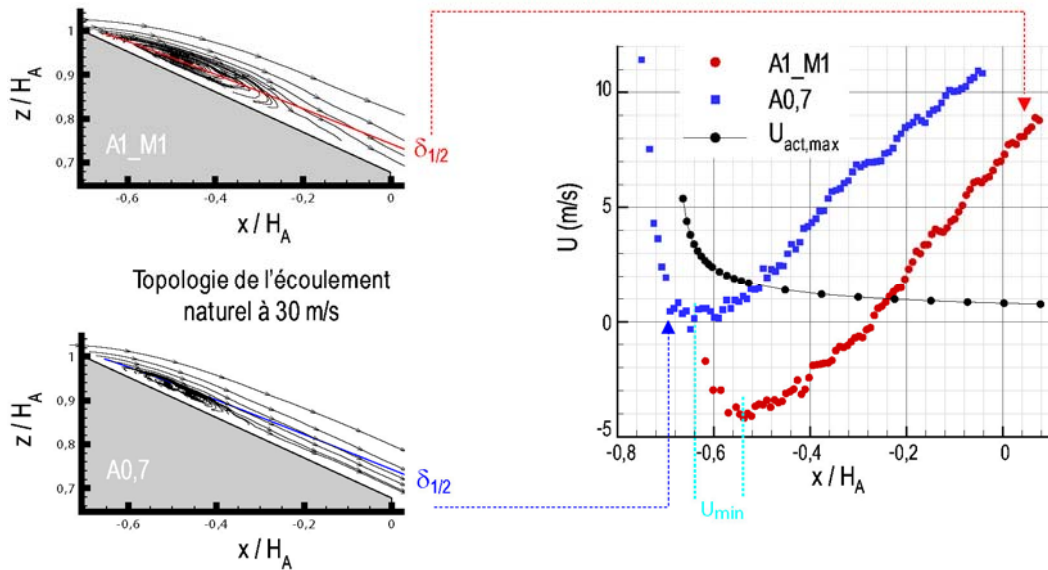 1
0,9
0,8
0,7
z / H_A
A1_M1
δ_1/2
-0,6
-0,4
-0,2
0
x / H_A
Topologie de l'écoulement
naturel à 30 m/s
1
0,9
0,8
0,7
z / H_A
A0,7
δ_1/2
-0,6
-0,4
-0,2
0
x / H_A
A1_M1
A0,7
U_act,max
10
5
0
-5
U (m/s)
-0,8
-0,6
-0,4
-0,2
0
x / H_A
U_min